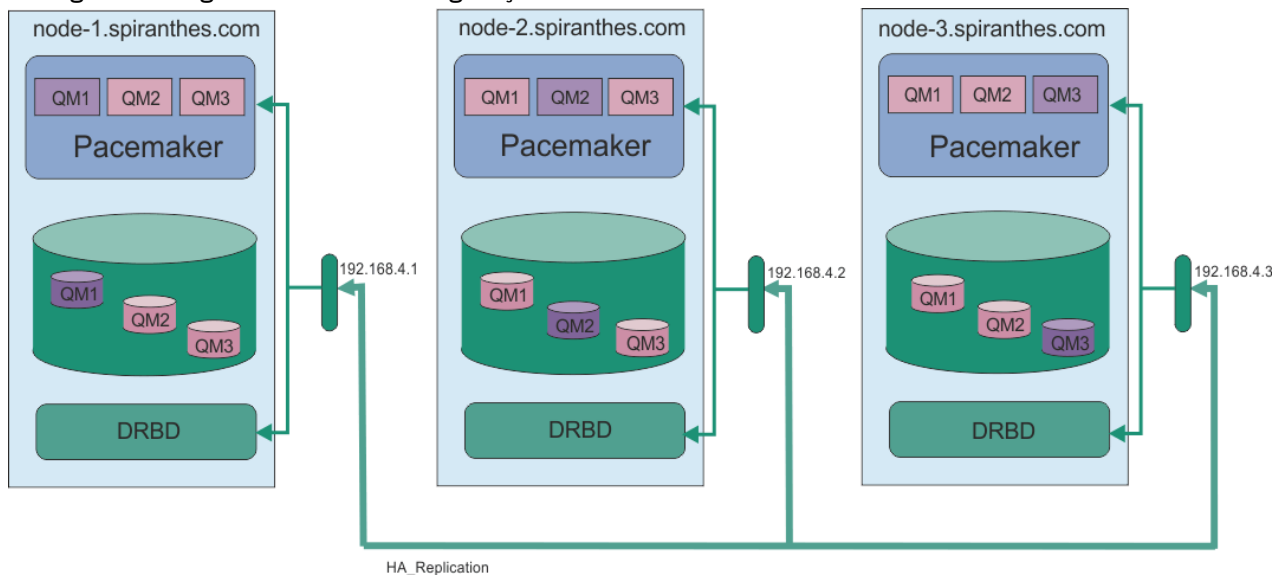 node-1.spiranthes.com
QM1 QM2 QM3
Pacemaker
QM1
QM2
QM3
DRBD
192.168.4.1
node-2.spiranthes.com
QM1 QM2 QM3
Pacemaker
QM1
QM2
QM3
DRBD
192.168.4.2
node-3.spiranthes.com
QM1 QM2 QM3
Pacemaker
QM1
QM2
QM3
DRBD
192.168.4.3
HA_Replication